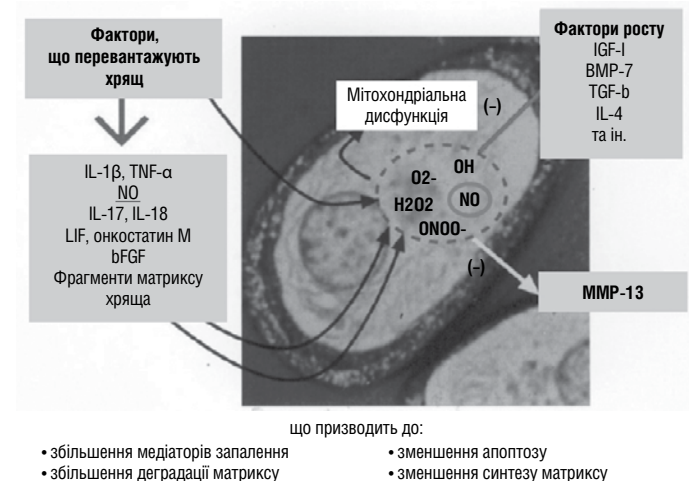 Фактори,
що перевантажують
хрящ
IL-1β, TNF-α
NO
IL-17, IL-18
LIF, онкостатин М
bFGF
Фрагменти матриксу
хряща
Мітохондріальна
дисфункція
(–)
Фактори росту
IGF-I
BMP-7
TGF-b
IL-4
та ін.
OH
O2-
H2O2
NO
ONOO-
(–)
MMP-13
що призводить до:
• збільшення медіаторів запалення
• збільшення деградації матриксу
• зменшення апоптозу
• зменшення синтезу матриксу